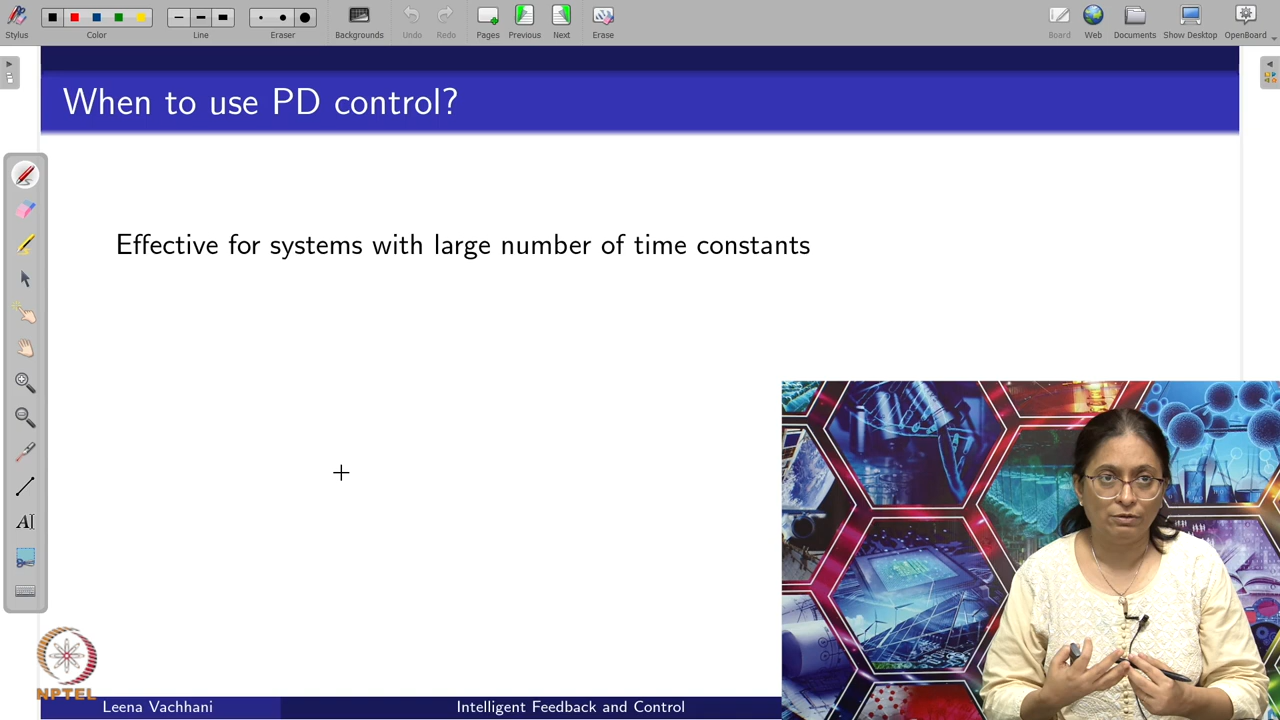 Stylus
Color
Line
Eraser
Backgrounds
Undo
Redo
Pages
Previous
Next
Erase
Board
Web
Documents
Show Desktop
OpenBoard
When to use PD control?
Effective for systems with large number of time constants
A
NPTEL
Leena Vachhani
Intelligent Feedback and Control